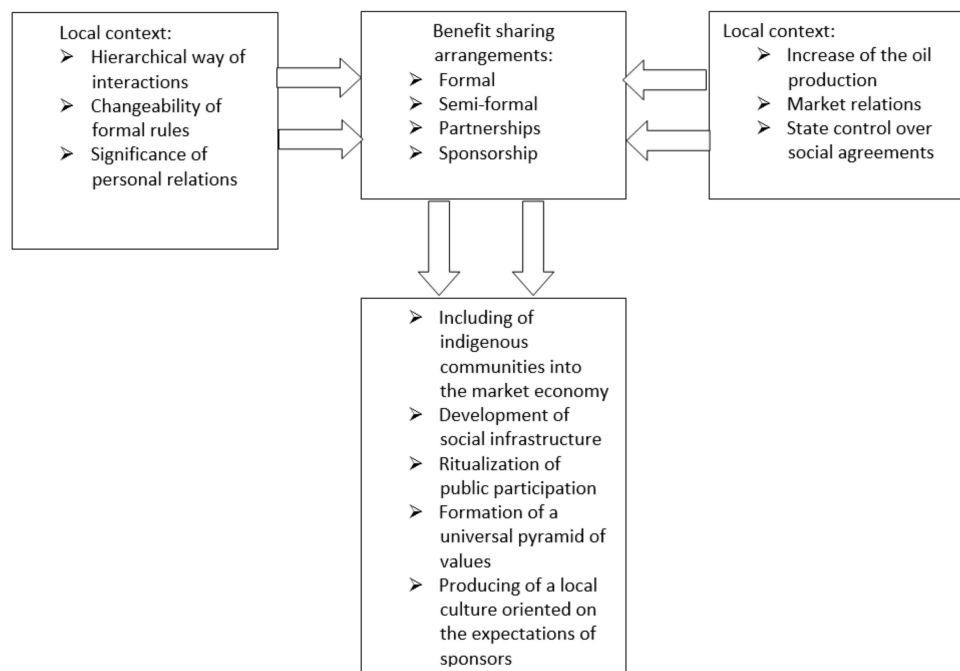 Local context:
➢ Hierarchical way of
interactions
➢ Changeability of
formal rules
➢ Significance of
personal relations
Benefit sharing
arrangements:
➢ Formal
➢ Semi-formal
➢ Partnerships
➢ Sponsorship
Local context:
➢ Increase of the oil
production
➢ Market relations
➢ State control over
social agreements
➢ Including of
indigenous
communities into
the market economy
➢ Development of
social infrastructure
➢ Ritualization of
public participation
➢ Formation of a
universal pyramid of
values
➢ Producing of a local
culture oriented on
the expectations of
sponsors